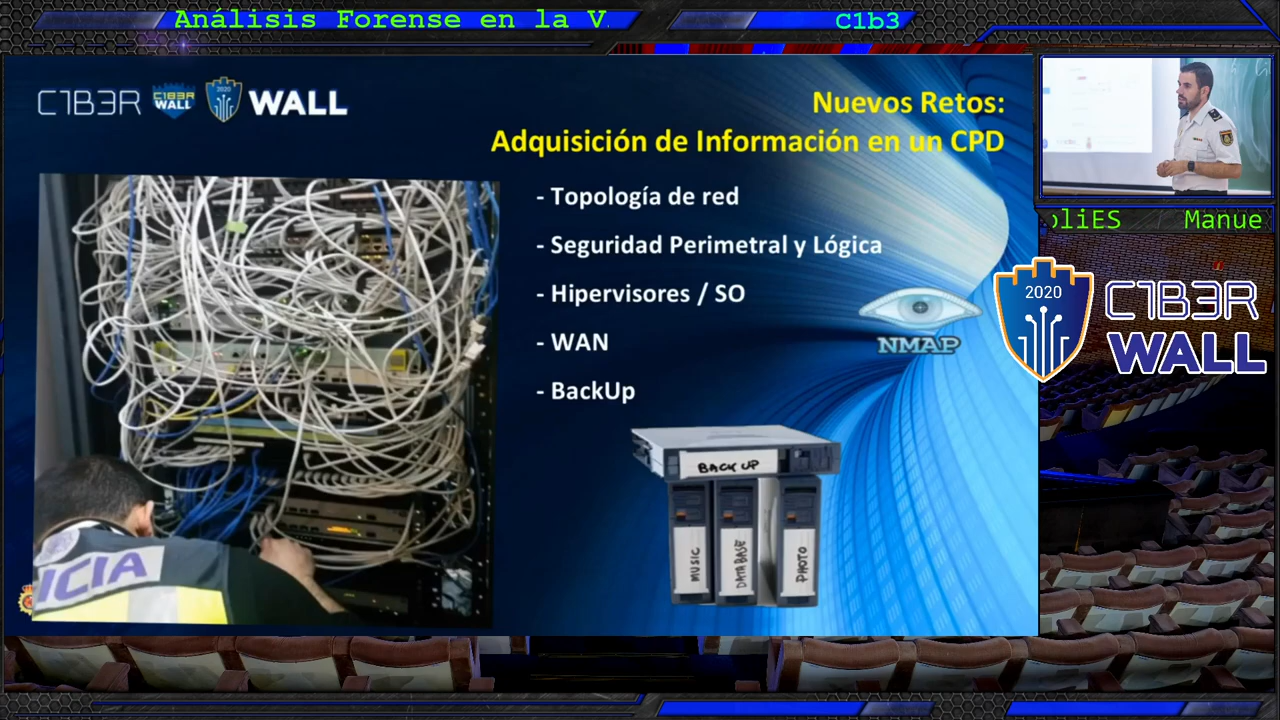 Análisis Forense en la V
C1b3
C1B3R
C1B3R
WALL
2020
WALL
Nuevos Retos:
Adquisición de Información en un CPD
- Topología de red
- Seguridad Perimetral y Lógica
- Hipervisores / SO
- WAN
- BackUp
NMAP
BACK UP
MUSIC
DATABASE
PHOTO
ICIA
oliES Manue
2020
C1B3R
WALL